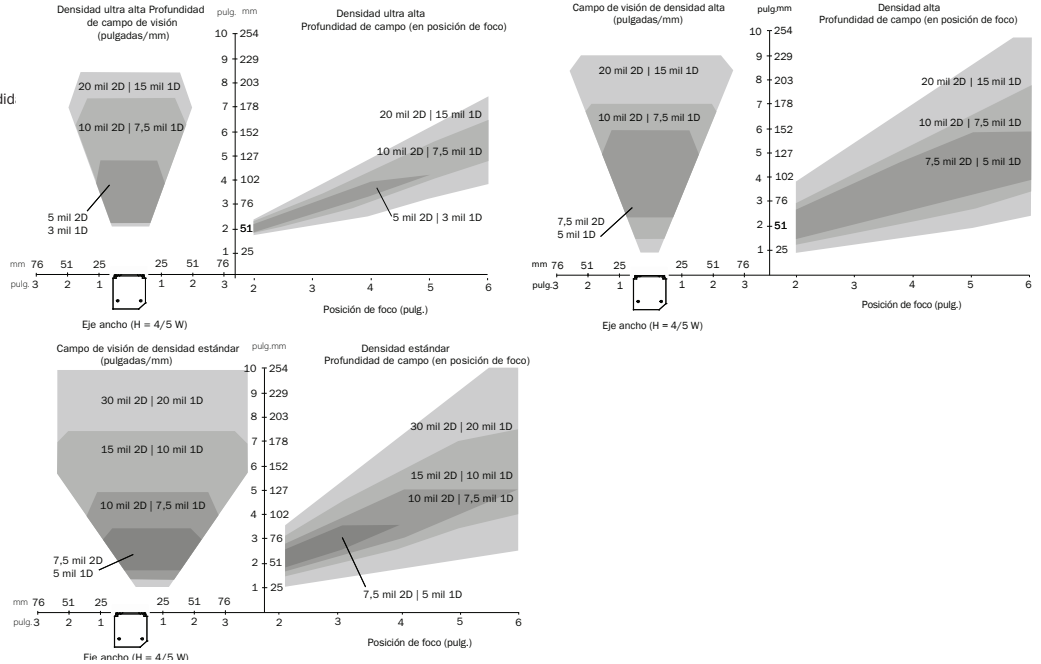 Densidad ultra alta Profundidad
de campo de visión
(pulgadas/mm)
pulg. mm
Densidad ultra alta
Profundidad de campo (en posición de foco)
10 254
9 229
8 203
7 178
6 152
5 127
4 102
3 76
2 51
1 25
20 mil 2D | 15 mil 1D
10 mil 2D | 7,5 mil 1D
5 mil 2D
3 mil 1D
20 mil 2D | 15 mil 1D
10 mil 2D | 7,5 mil 1D
5 mil 2D | 3 mil 1D
mm 76 51 25 25 51 76
pulg. 3 2 1 1 2 3
2 3 4 5 6
Posición de foco (pulg.)
Eje ancho (H = 4/5 W)
Campo de visión de densidad alta
(pulgadas/mm)
pulg.mm
Densidad alta
Profundidad de campo (en posición de foco)
10 254
9 229
8 203
7 178
6 152
5 127
4 102
3 76
2 51
1 25
20 mil 2D | 15 mil 1D
10 mil 2D | 7,5 mil 1D
7,5 mil 2D
5 mil 1D
20 mil 2D | 15 mil 1D
10 mil 2D | 7,5 mil 1D
7,5 mil 2D | 5 mil 1D
mm 76 51 25 25 51 76
pulg.3 2 1 1 2 3
2 3 4 5 6
Posición de foco (pulg.)
Eje ancho (H = 4/5 W)
Campo de visión de densidad estándar
(pulgadas/mm)
pulg.mm
Densidad estándar
Profundidad de campo (en posición de foco)
10 254
9 229
8 203
7 178
6 152
5 127
4 102
3 76
2 51
1 25
30 mil 2D | 20 mil 1D
15 mil 2D | 10 mil 1D
10 mil 2D | 7,5 mil 1D
7,5 mil 2D
5 mil 1D
30 mil 2D | 20 mil 1D
15 mil 2D | 10 mil 1D
10 mil 2D | 7,5 mil 1D
7,5 mil 2D | 5 mil 1D
mm 76 51 25 25 51 76
pulg.3 2 1 1 2 3
2 3 4 5 6
Posición de foco (pulg.)
Eje ancho (H = 4/5 W)